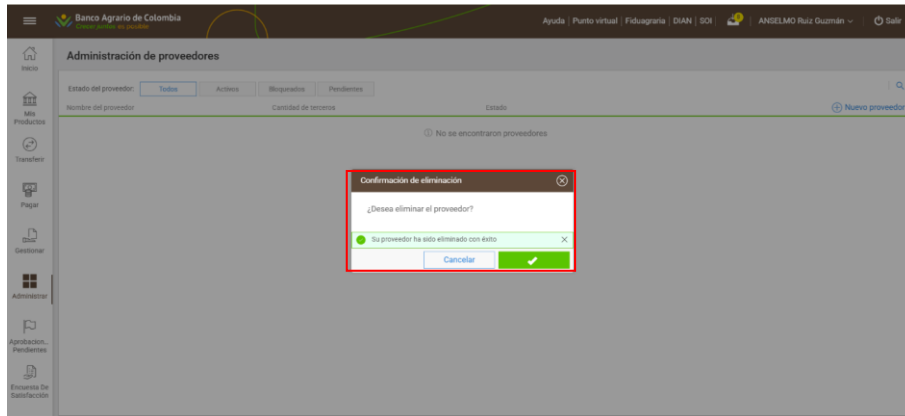 Banco Agrario de Colombia
Crecer juntos es posible
Ayuda | Punto virtual | Fiduagraria | DIAN | SOI | ANSELMO Ruiz Guzmán Salir
Inicio
Administración de proveedores
Estado del proveedor: Todos Activos Bloqueados Pendientes
Nombre del proveedor Cantidad de terceros Estado Nuevo proveedor
Mis
Productos
No se encontraron proveedores
Transferir
Confirmación de eliminación
Pagar
¿Desea eliminar el proveedor?
Su proveedor ha sido eliminado con éxito
Gestionar
Cancelar
Administrar
Aprobacion...
Pendientes
Encuesta De
Satisfacción